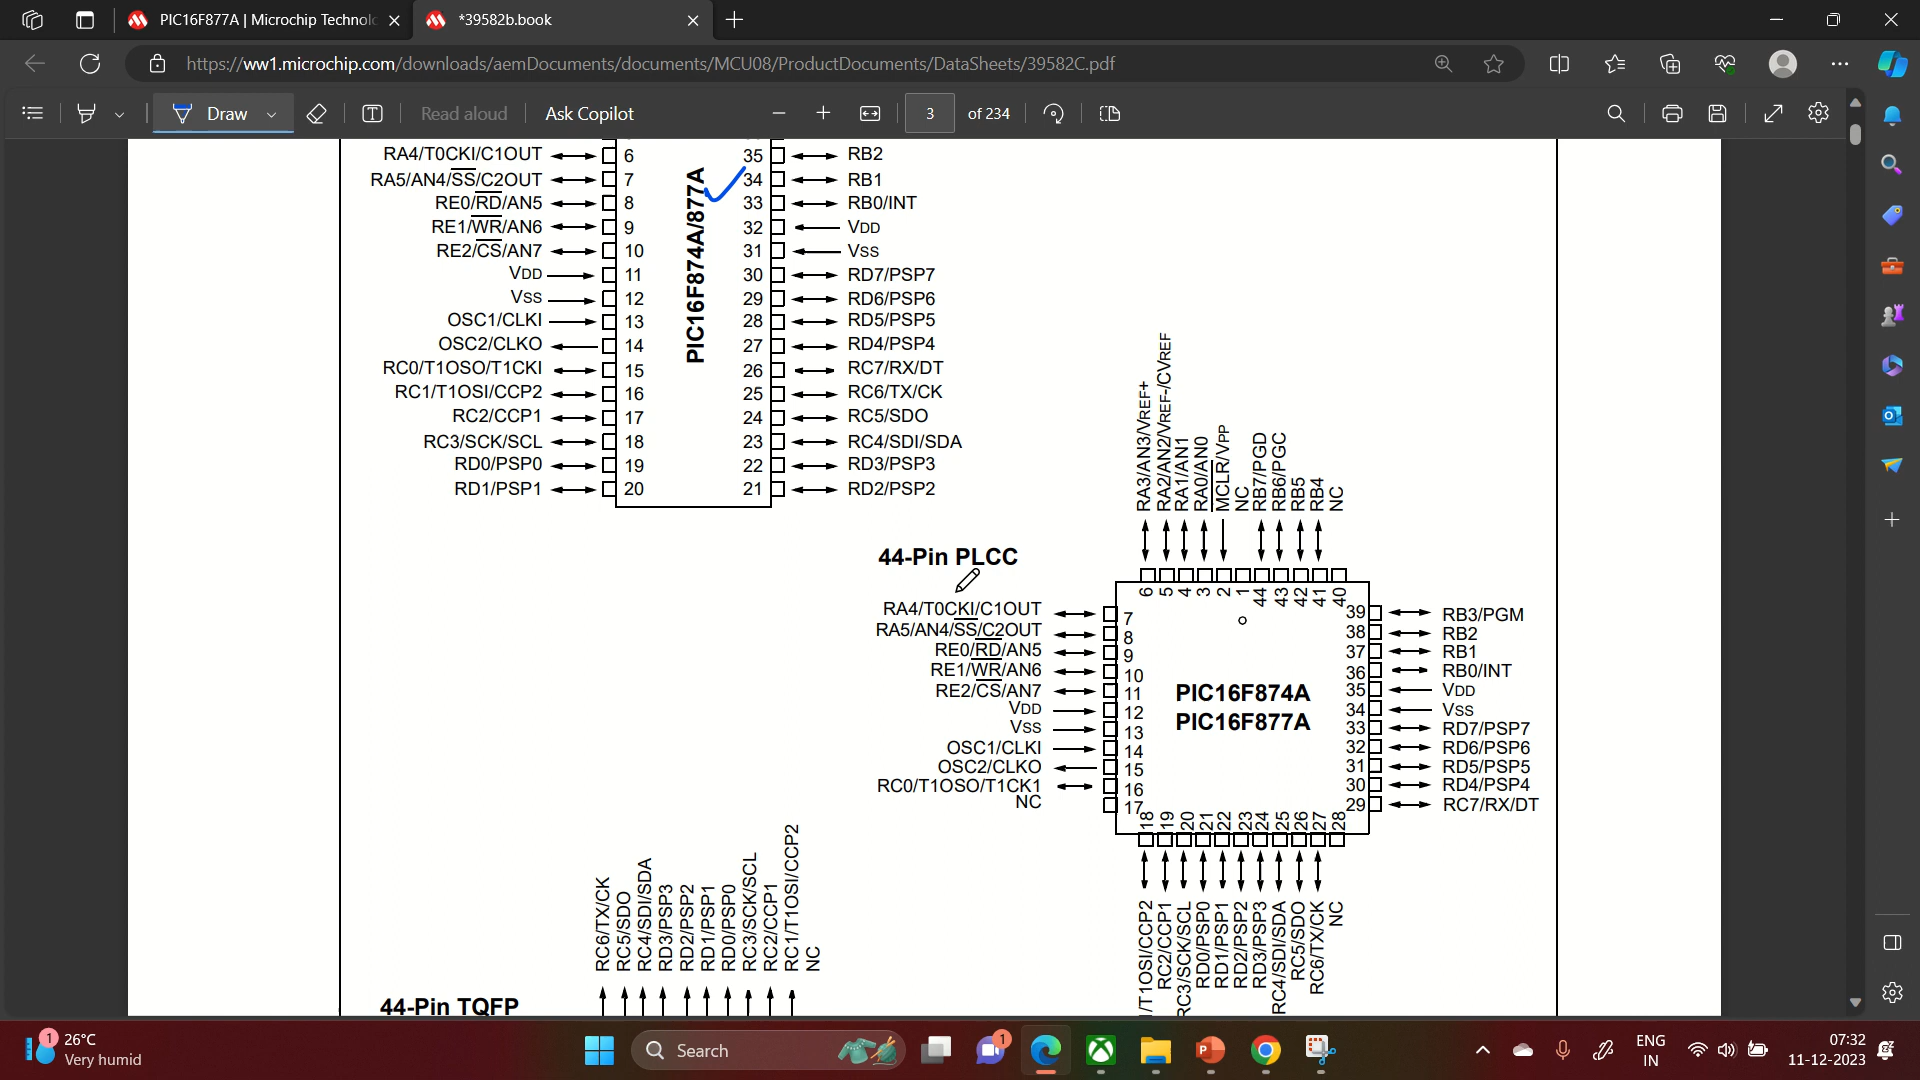 PIC16F877A | Microchip Technolo
*39582b.book
https://ww1.microchip.com/downloads/aemDocuments/documents/MCU08/ProductDocuments/DataSheets/39582C.pdf
Draw
Read aloud
Ask Copilot
3
of 234
RA4/T0CKI/C1OUT 6 35 RB2
RA5/AN4/SS/C2OUT 7 34 RB1
RE0/RD/AN5 8 33 RB0/INT
RE1/WR/AN6 9 32 VDD
RE2/CS/AN7 10 31 VSS
VDD 11 30 RD7/PSP7
VSS 12 29 RD6/PSP6
OSC1/CLKI 13 28 RD5/PSP5
OSC2/CLKO 14 27 RD4/PSP4
RC0/T1OSO/T1CKI 15 26 RC7/RX/DT
RC1/T1OSI/CCP2 16 25 RC6/TX/CK
RC2/CCP1 17 24 RC5/SDO
RC3/SCK/SCL 18 23 RC4/SDI/SDA
RD0/PSP0 19 22 RD3/PSP3
RD1/PSP1 20 21 RD2/PSP2
PIC16F874A/877A
RA3/AN3/VREF+
RA2/AN2/VREF-/CVREF
RA1/AN1
RA0/AN0
MCLR/VPP
NC
RB7/PGD
RB6/PGC
RB5
RB4
NC
44-Pin PLCC
6 5 4 3 2 1 44 43 42 41 40
RA4/T0CKI/C1OUT 7 39 RB3/PGM
RA5/AN4/SS/C2OUT 8 38 RB2
RE0/RD/AN5 9 37 RB1
RE1/WR/AN6 10 36 RB0/INT
RE2/CS/AN7 11 35 VDD
VDD 12 34 VSS
VSS 13 33 RD7/PSP7
OSC1/CLKI 14 32 RD6/PSP6
OSC2/CLKO 15 31 RD5/PSP5
RC0/T1OSO/T1CK1 16 30 RD4/PSP4
NC 17 29 RC7/RX/DT
PIC16F874A
PIC16F877A
18 19 20 21 22 23 24 25 26 27 28
/T1OSI/CCP2
RC2/CCP1
RC3/SCK/SCL
RD0/PSP0
RD1/PSP1
RD2/PSP2
RD3/PSP3
RC4/SDI/SDA
RC5/SDO
RC6/TX/CK
NC
RC6/TX/CK
RC5/SDO
RC4/SDI/SDA
RD3/PSP3
RD2/PSP2
RD1/PSP1
RD0/PSP0
RC3/SCK/SCL
RC2/CCP1
RC1/T1OSI/CCP2
NC
44-Pin TQFP
1
26°C
Very humid
Search
1
ENG
IN
07:32
11-12-2023